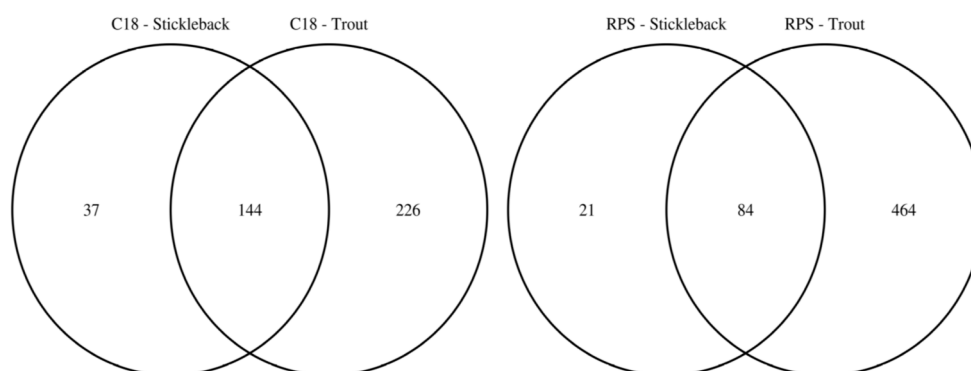 C18 - Stickleback C18 - Trout RPS - Stickleback RPS - Trout
37 144 226 21 84 464